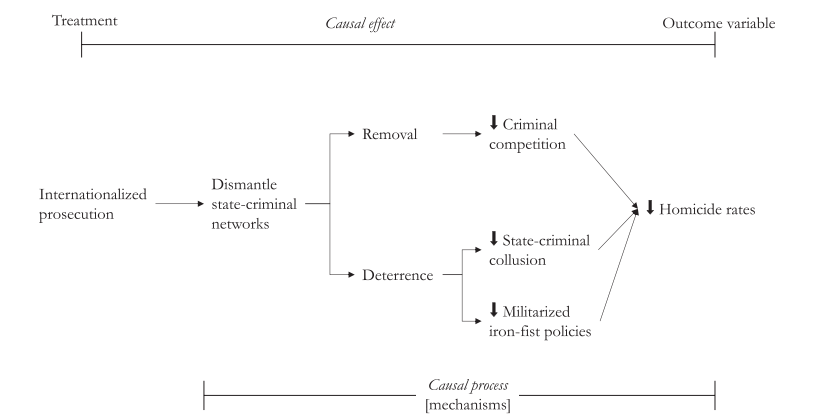 Treatment
Causal effect
Outcome variable
Removal
⬇ Criminal
competition
Internationalized
prosecution
Dismantle
state-criminal
networks
⬇ Homicide rates
Deterrence
⬇ State-criminal
collusion
⬇ Militarized
iron-fist policies
Causal process
[mechanisms]